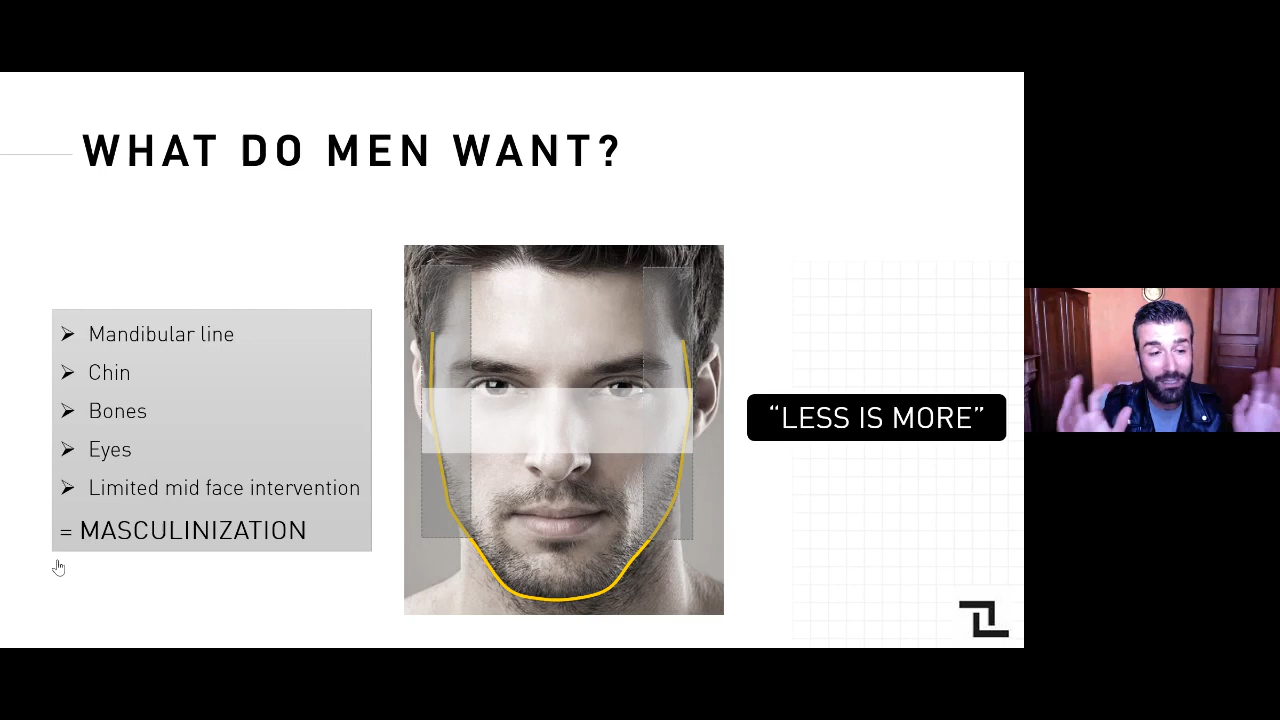 WHAT DO MEN WANT?
Mandibular line
Chin
Bones
Eyes
Limited mid face intervention
= MASCULINIZATION
“LESS IS MORE”